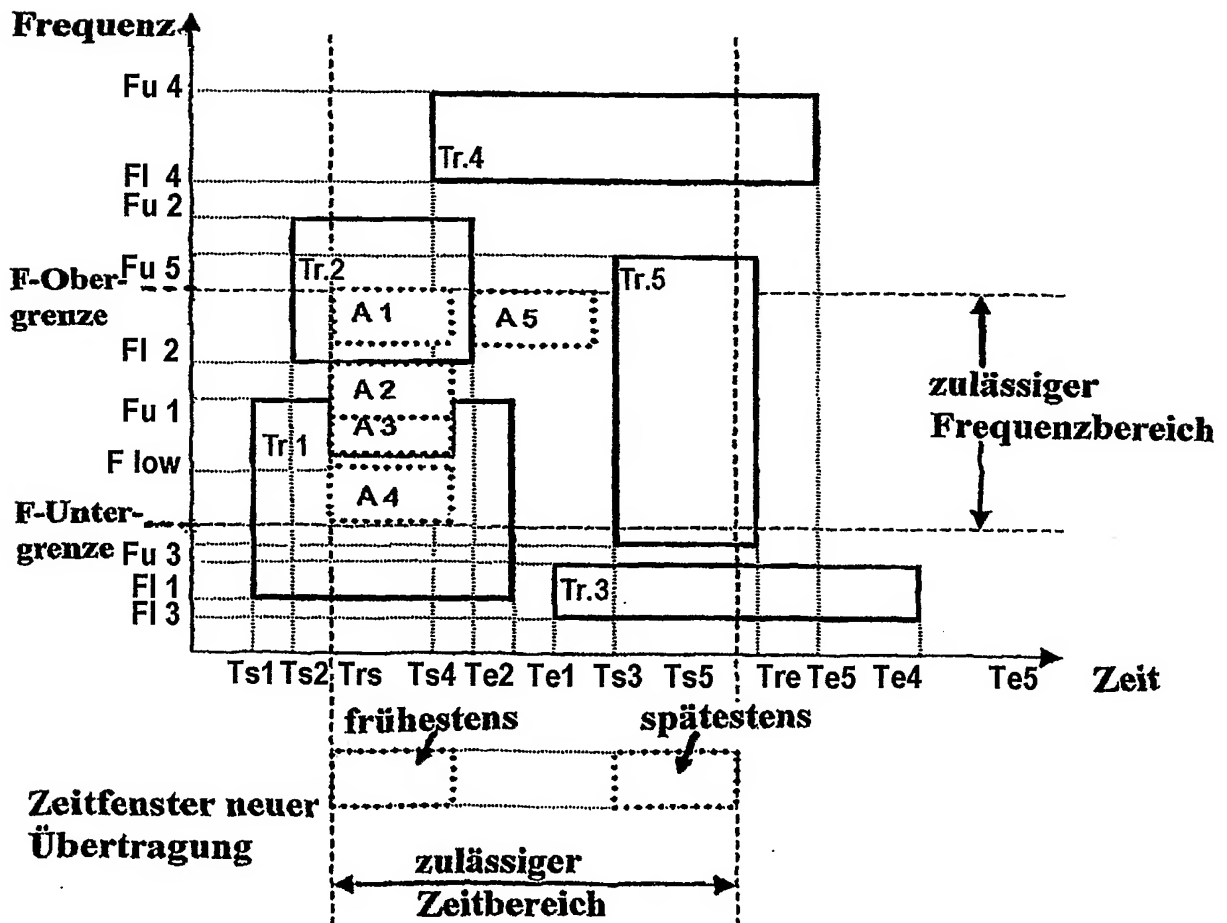 Frequenz
Fu 4
Tr.4
Fl 4
Fu 2
Fu 5
Tr.2
Tr.5
F-Ober-
grenze
A 1
A 5
Fl 2
A 2
zulässiger
Frequenzbereich
Fu 1
A 3
Tr 1
F low
A 4
F-Unter-
grenze
Fu 3
Fl 1
Tr.3
Fl 3
Ts1 Ts2 Trs Ts4 Te2 Te1 Ts3 Ts5 Tre Te5 Te4 Te5 Zeit
frühestens
spätestens
Zeitfenster neuer
Übertragung
zulässiger
Zeitbereich